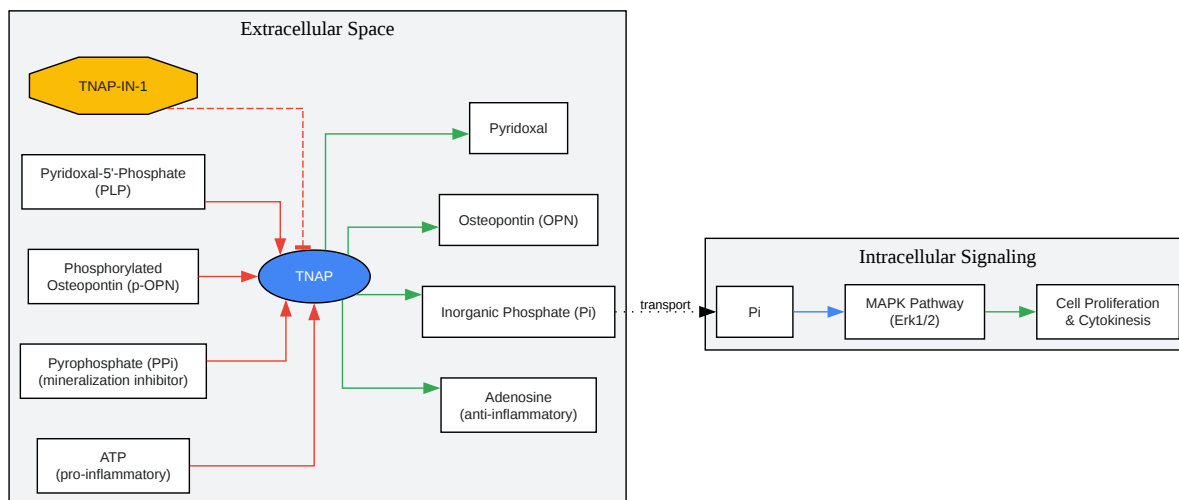 Extracellular Space
TNAP-IN-1
Pyridoxal-5'-Phosphate
(PLP)
Phosphorylated
Osteopontin (p-OPN)
Pyrophosphate (PPi)
(mineralization inhibitor)
ATP
(pro-inflammatory)
TNAP
Pyridoxal
Osteopontin (OPN)
Inorganic Phosphate (Pi)
Adenosine
(anti-inflammatory)
transport
Intracellular Signaling
Pi
MAPK Pathway
(Erk1/2)
Cell Proliferation
& Cytokinesis